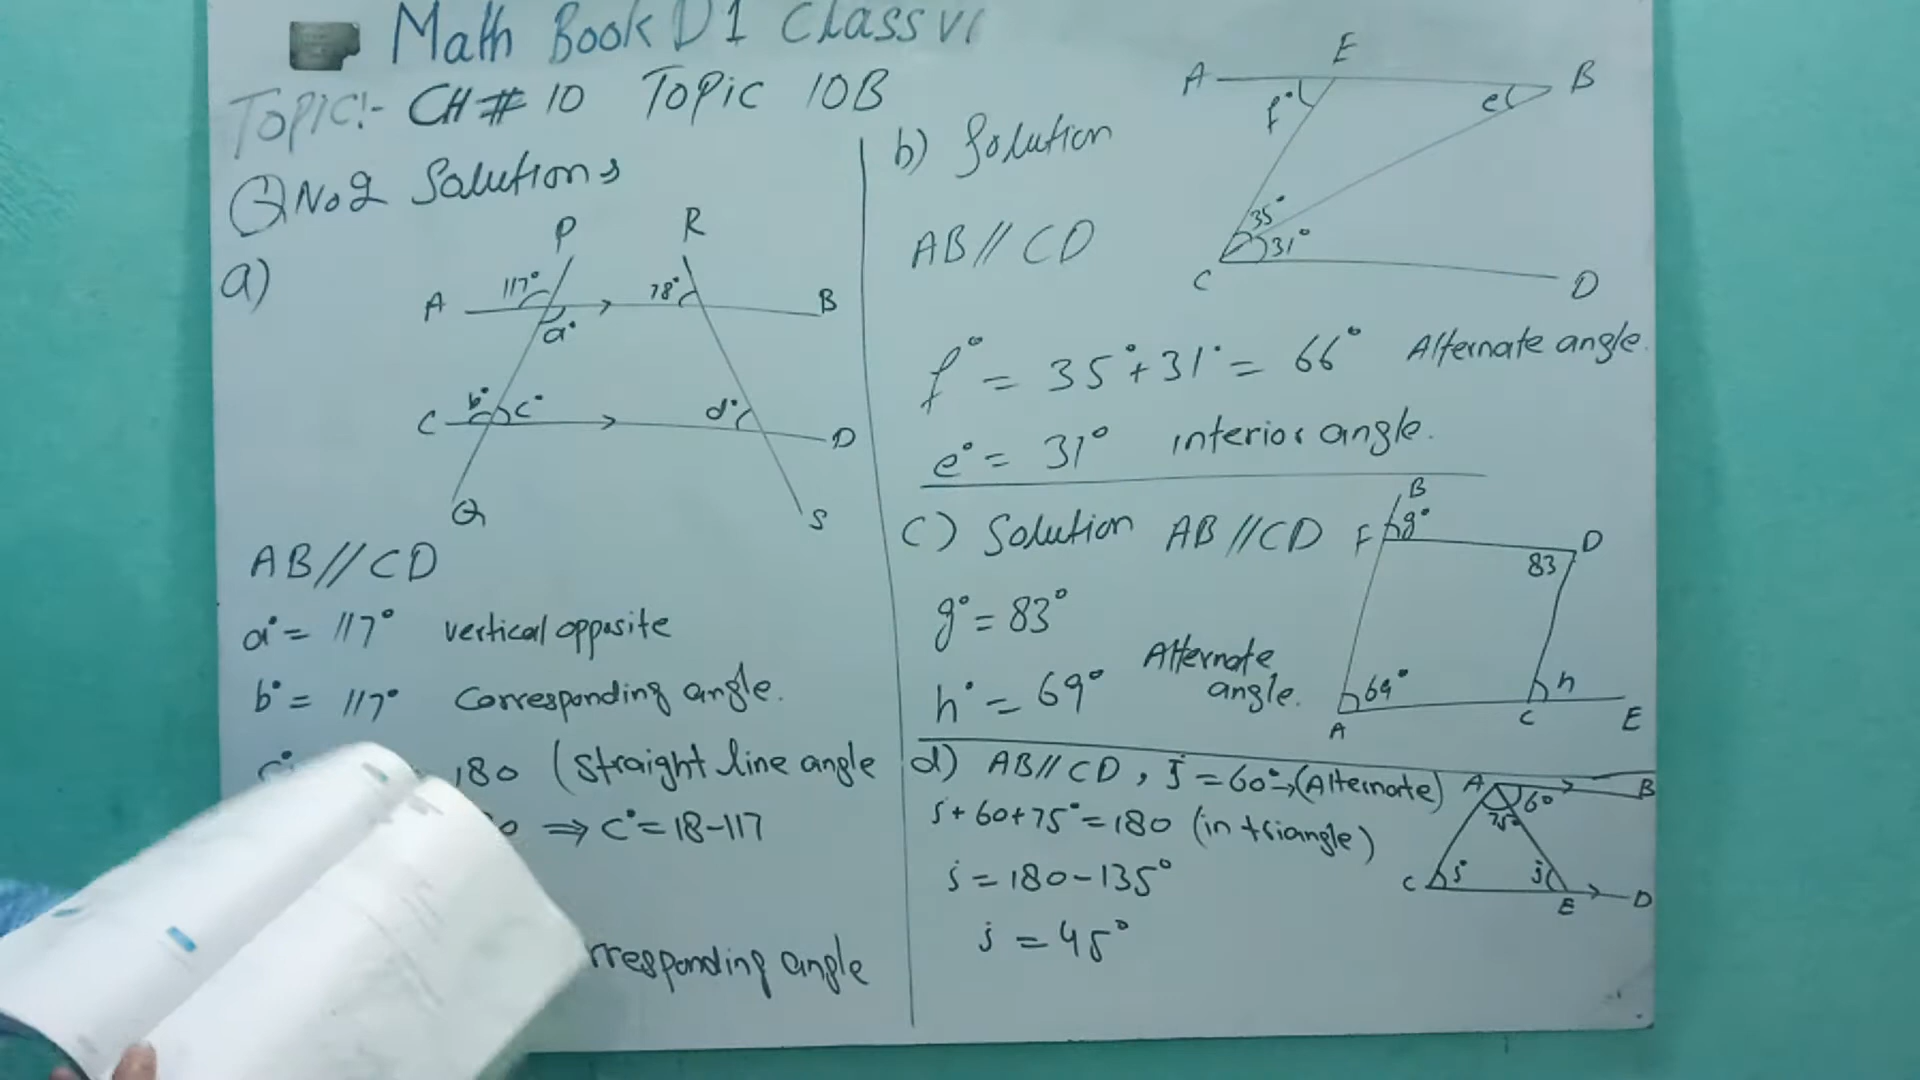 Math Book D1 Class VI
Topic:- CH # 10 Topic 10B
Q No 2 Solutions
a)
P R
117° 78°
A B
a°
b° c° d°
C D
Q S
AB // CD
a° = 117° vertical opposite
b° = 117° Corresponding angle.
c° 180 (Straight line angle
⇒ c° = 18-117
rresponding angle
b) Solution
A E B
f° e
35°
31°
C D
AB // CD
f° = 35° + 31° = 66° Alternate angle.
e° = 31° interior angle.
c) Solution AB // CD
B
F g° D
83
69° h
A C E
g° = 83°
h° = 69° Alternate angle.
d) AB // CD, j = 60° → (Alternate)
i + 60 + 75° = 180 (in triangle)
i = 180 - 135°
i = 45°
A B
60
75°
C i j E D